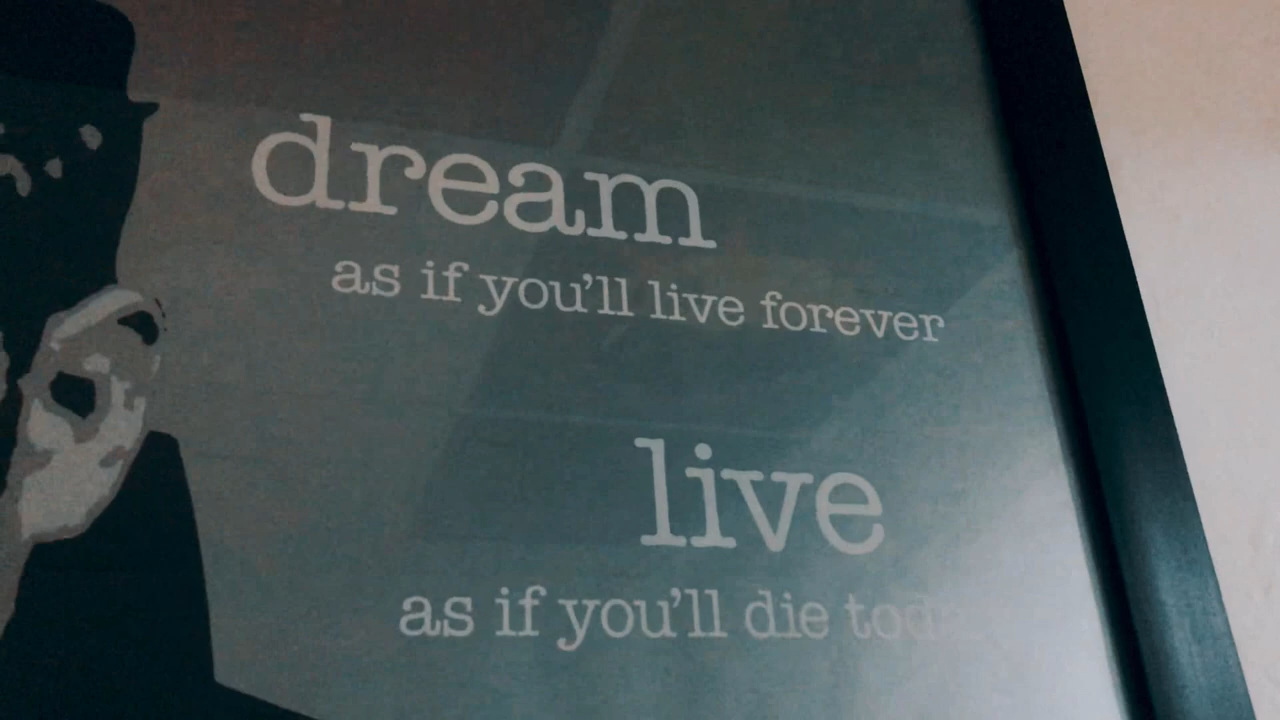 dream
as if you'll live forever
live
as if you'll die